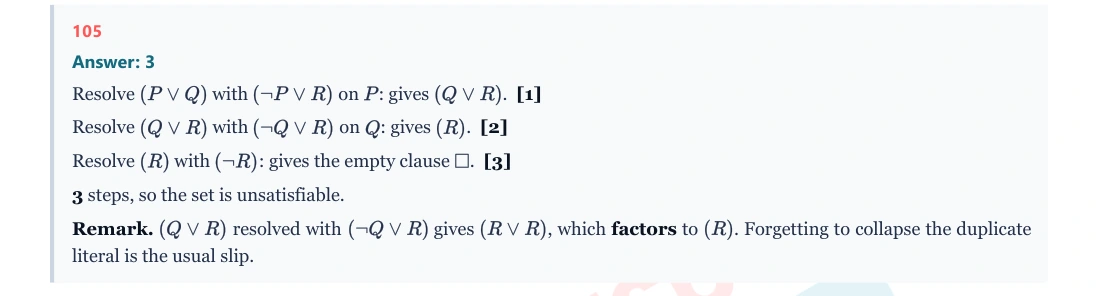 105
Answer: 3
Resolve (P ∨ Q) with (¬P ∨ R) on P: gives (Q ∨ R). [1]
Resolve (Q ∨ R) with (¬Q ∨ R) on Q: gives (R). [2]
Resolve (R) with (¬R): gives the empty clause □. [3]
3 steps, so the set is unsatisfiable.
Remark. (Q ∨ R) resolved with (¬Q ∨ R) gives (R ∨ R), which factors to (R). Forgetting to collapse the duplicate
literal is the usual slip.